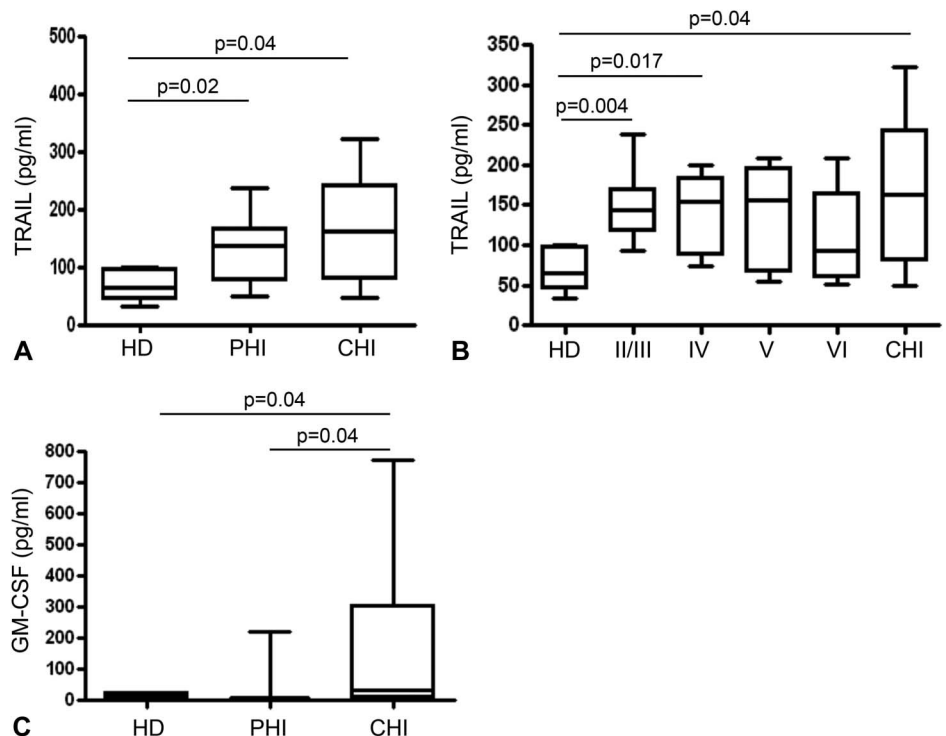 p=0.04
p=0.02
500
400
300
200
100
0
TRAIL (pg/ml)
HD PHI CHI
A
p=0.04
p=0.017
p=0.004
350
300
250
200
150
100
50
0
TRAIL (pg/ml)
HD II/III IV V VI CHI
B
p=0.04
p=0.04
800
700
600
500
400
300
200
100
0
GM-CSF (pg/ml)
HD PHI CHI
C